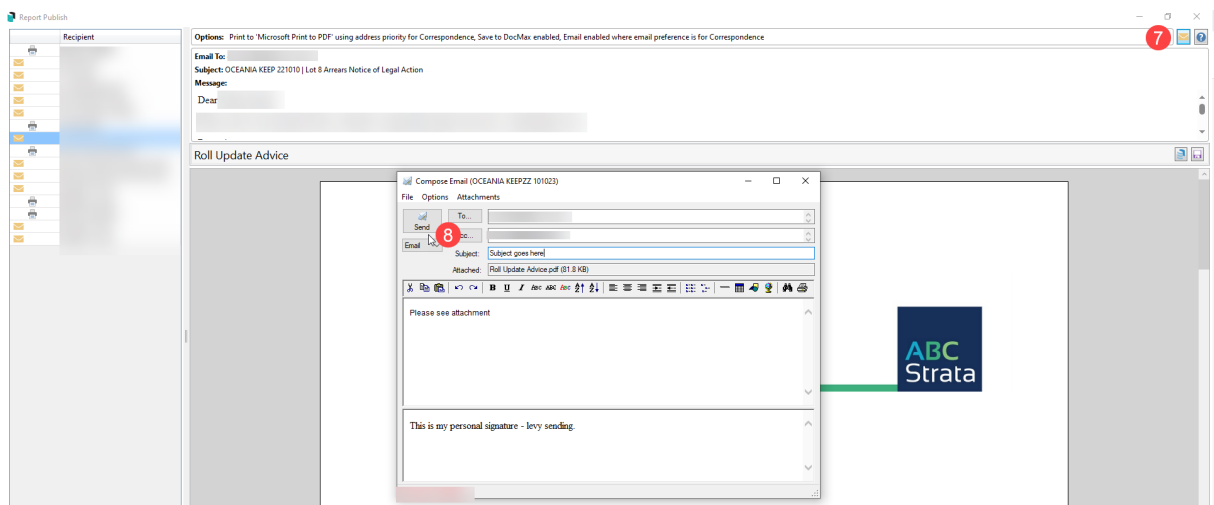 Report Publish
Recipient
Options: Print to 'Microsoft Print to PDF' using address priority for Correspondence, Save to DocMax enabled, Email enabled where email preference is for Correspondence
7
Email To:
Subject: OCEANIA KEEP 221010 | Lot 8 Arrears Notice of Legal Action
Message:
Dear
Roll Update Advice
Compose Email (OCEANIA KEEPZZ 101023)
File Options Attachments
Send
To...
8
Email
Subject: Subject goes here
Attached: Roll Update Advice.pdf (81.8 KB)
B U I ABC ABC ABC
Please see attachment
This is my personal signature - levy sending.
ABC
Strata